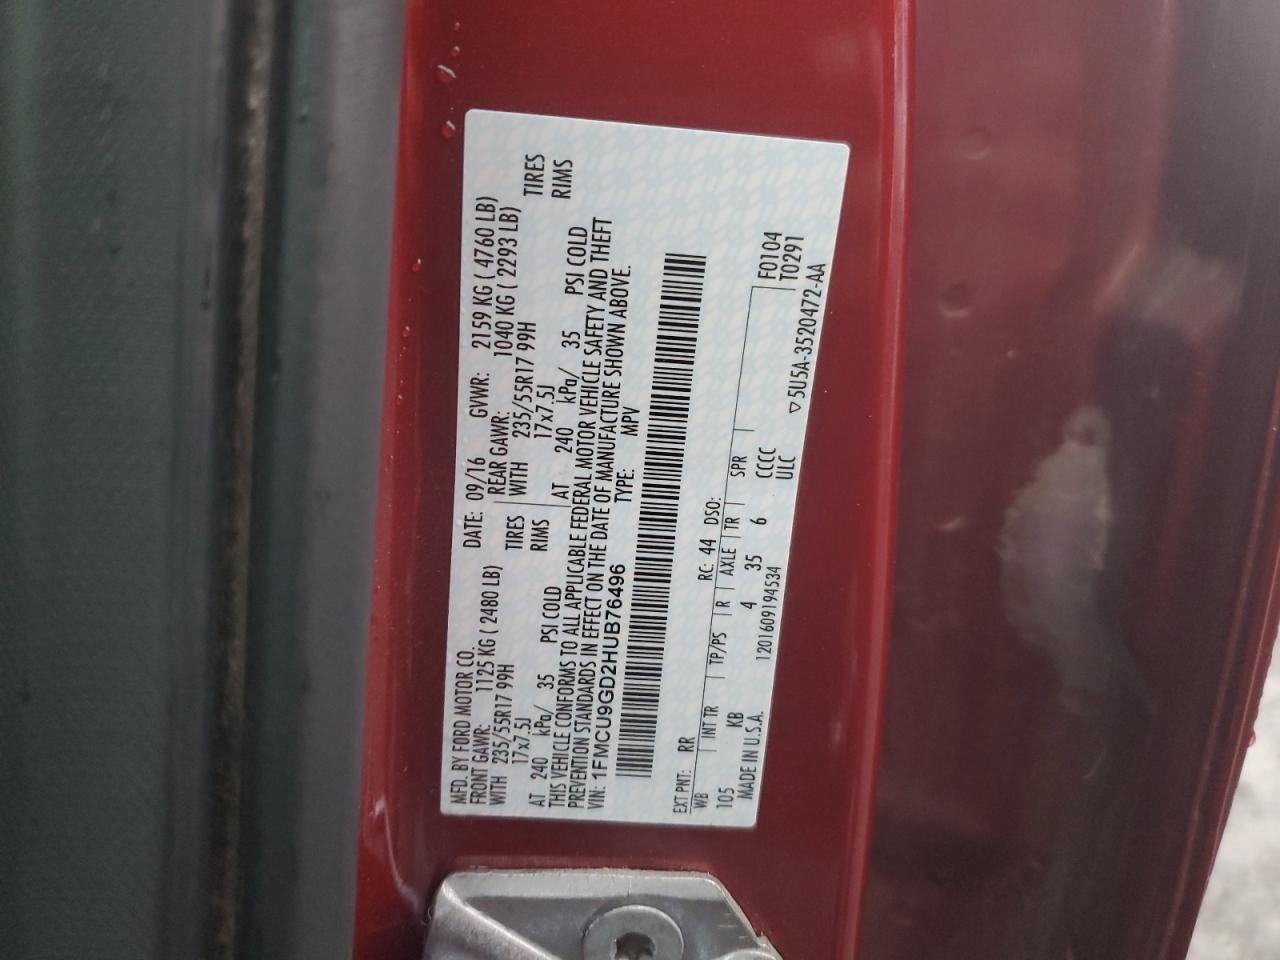 MFD. BY FORD MOTOR CO.
DATE: 09/16 GVWR: 2159 KG ( 4760 LB)
FRONT GAWR: 1125 KG ( 2480 LB)
REAR GAWR: 1040 KG ( 2293 LB)
WITH 235/55R17 99H TIRES
WITH 235/55R17 99H TIRES
17x7.5J RIMS
17x7.5J RIMS
AT 240 kPa/ 35 PSI COLD
AT 240 kPa/ 35 PSI COLD
THIS VEHICLE CONFORMS TO ALL APPLICABLE FEDERAL MOTOR VEHICLE SAFETY AND THEFT
PREVENTION STANDARDS IN EFFECT ON THE DATE OF MANUFACTURE SHOWN ABOVE.
VIN: 1FMCU9GD2HUB76496 TYPE: MPV
EXT PNT: RR RC: 44 DSO:
WB INT TR TP/PS R AXLE TR SPR
F0104
105 KB 4 35 6 CCCC T0291
MADE IN U.S.A. 1201609194534 ULC ▽5U5A-3520472-AA